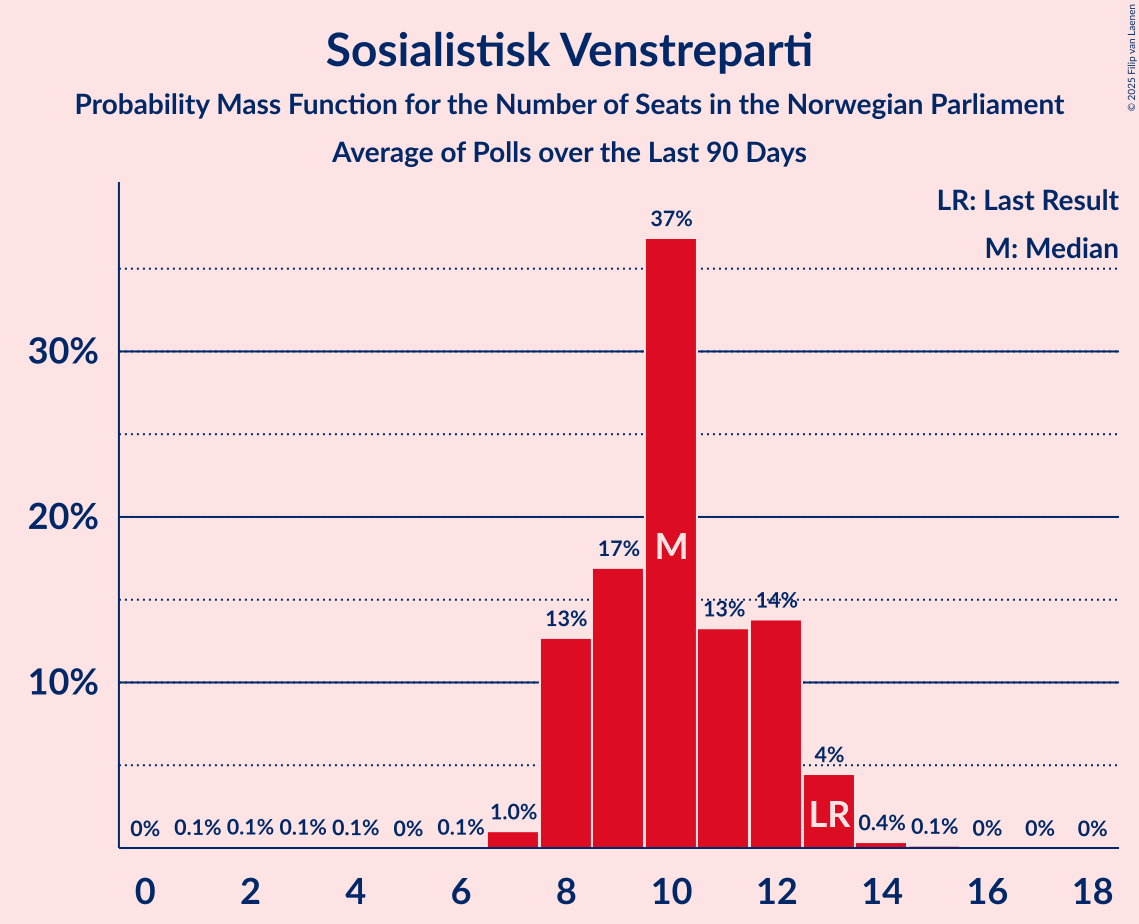 Sosialistisk Venstreparti
Probability Mass Function for the Number of Seats in the Norwegian Parliament
Average of Polls over the Last 90 Days
© 2025 Filip van Laenen
LR: Last Result
M: Median
37%
30%
20%
17%
M
13%
13%
14%
10%
4%
LR
0%
0.1%
0.1%
0.1%
0.1%
0%
0.1%
1.0%
0.4%
0.1%
0%
0%
0%
0 2 4 6 8 10 12 14 16 18